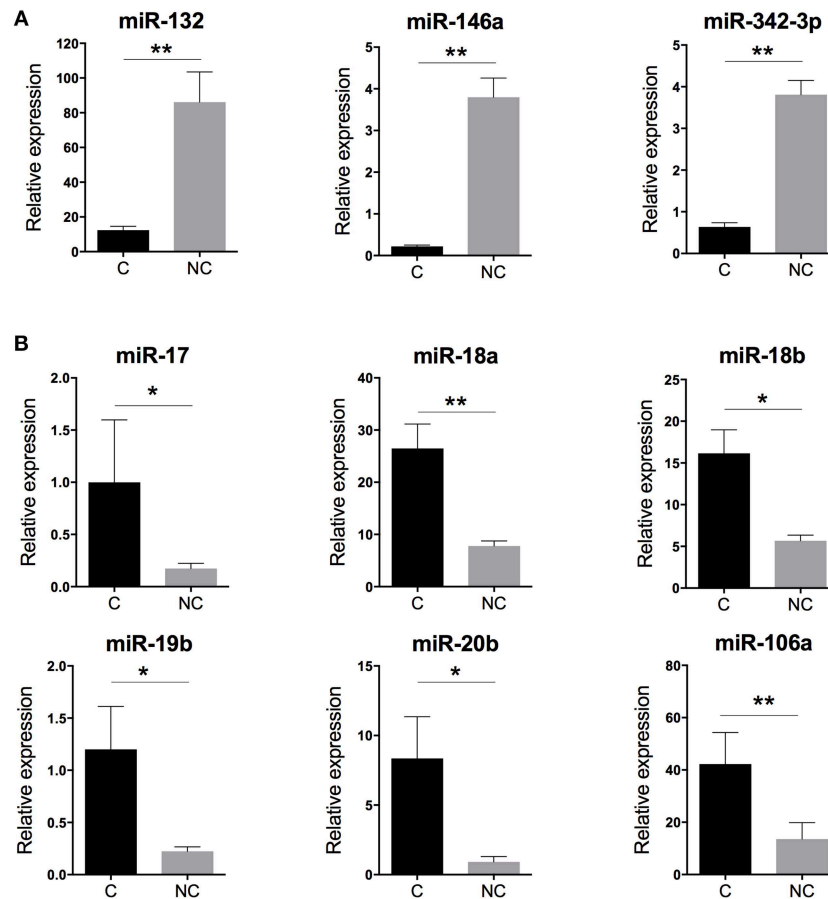 A
miR-132
Relative expression
120
100
80
60
40
20
0
**
C NC
miR-146a
Relative expression
5
4
3
2
1
0
**
C NC
miR-342-3p
Relative expression
5
4
3
2
1
0
**
C NC
B
miR-17
Relative expression
2.0
1.5
1.0
0.5
0.0
*
C NC
miR-18a
Relative expression
40
30
20
10
0
**
C NC
miR-18b
Relative expression
25
20
15
10
5
0
*
C NC
miR-19b
Relative expression
2.0
1.5
1.0
0.5
0.0
*
C NC
miR-20b
Relative expression
15
10
5
0
*
C NC
miR-106a
Relative expression
80
60
40
20
0
**
C NC